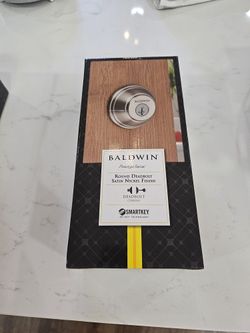 BALDWIN
Prestige Series
ROUND DEADBOLT
SATIN NICKEL FINISH
DEADBOLT
SMARTKEY